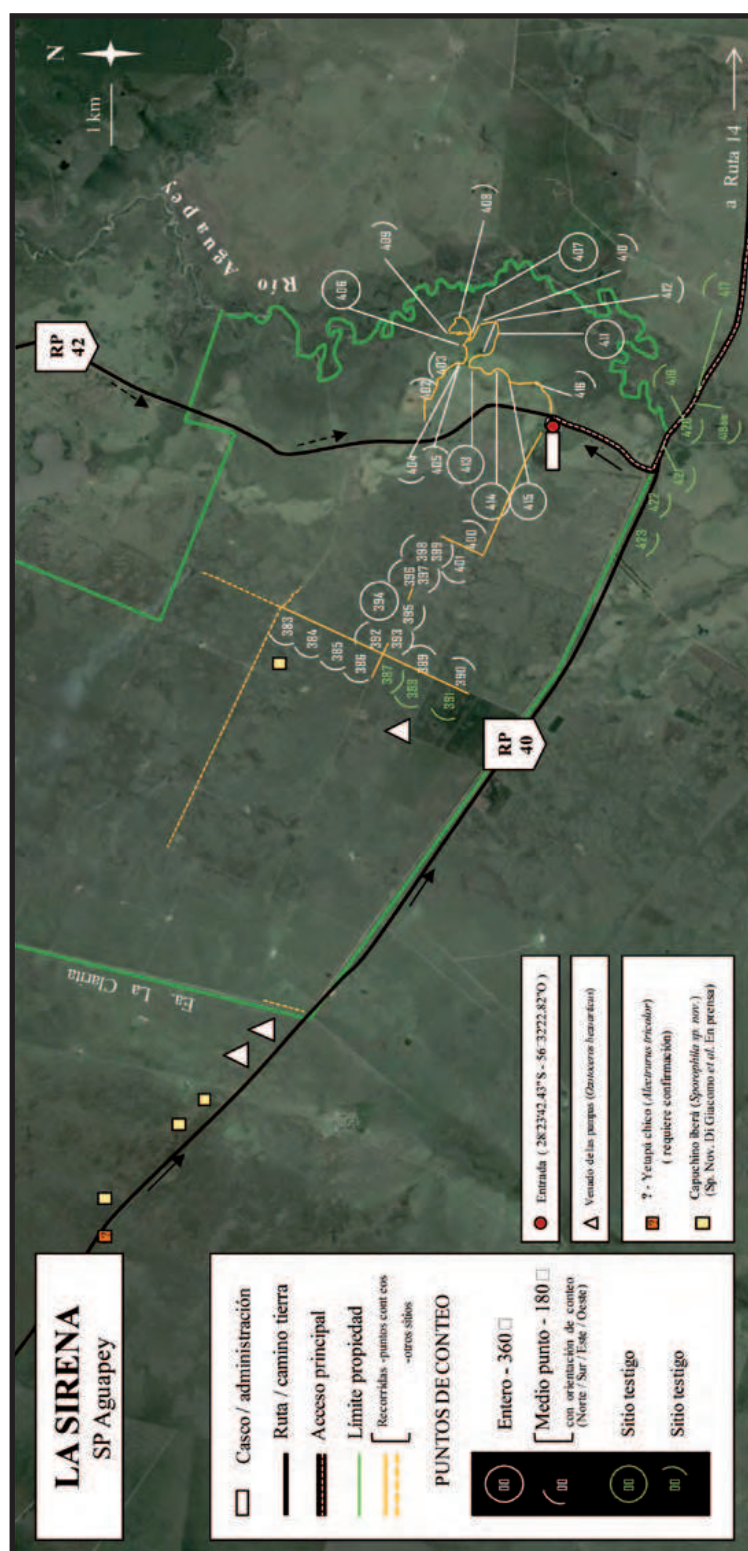 LA SIRENA
SP Aguapey
Casco / administración
Ruta / camino tierra
Acceso principal
Límite propiedad
Recorridas -puntos cont eos
-otros sitios
PUNTOS DE CONTEO
00 Entero - 360□
00 Medio punto - 180□
con orientación de conteo
(Norte / Sur / Este / Oeste)
00 Sitio testigo
00 Sitio testigo
Entrada ( 28°23'42.43"S - 56°32'22.82"O )
Venado de las pampas (Ozotoceros bezoarticus)
? - Yetapá chico (Alectrurus tricolor)
( requiere confirmación)
Capuchino iberá (Sporophila sp. nov.)
(Sp. Nov. Di Giacomo et al. En prensa)
?
Ea. La Clarita
RP
40
RP
42
Río Aguapey
1 km
N
a Ruta 14
383
384
385
386
387
388
389
390
391
392
393
394
395
396
397
398
399
400
401
402
403
404
405
406
407
408
409
410
411
412
413
414
415
416
417
419
420
421
422
423